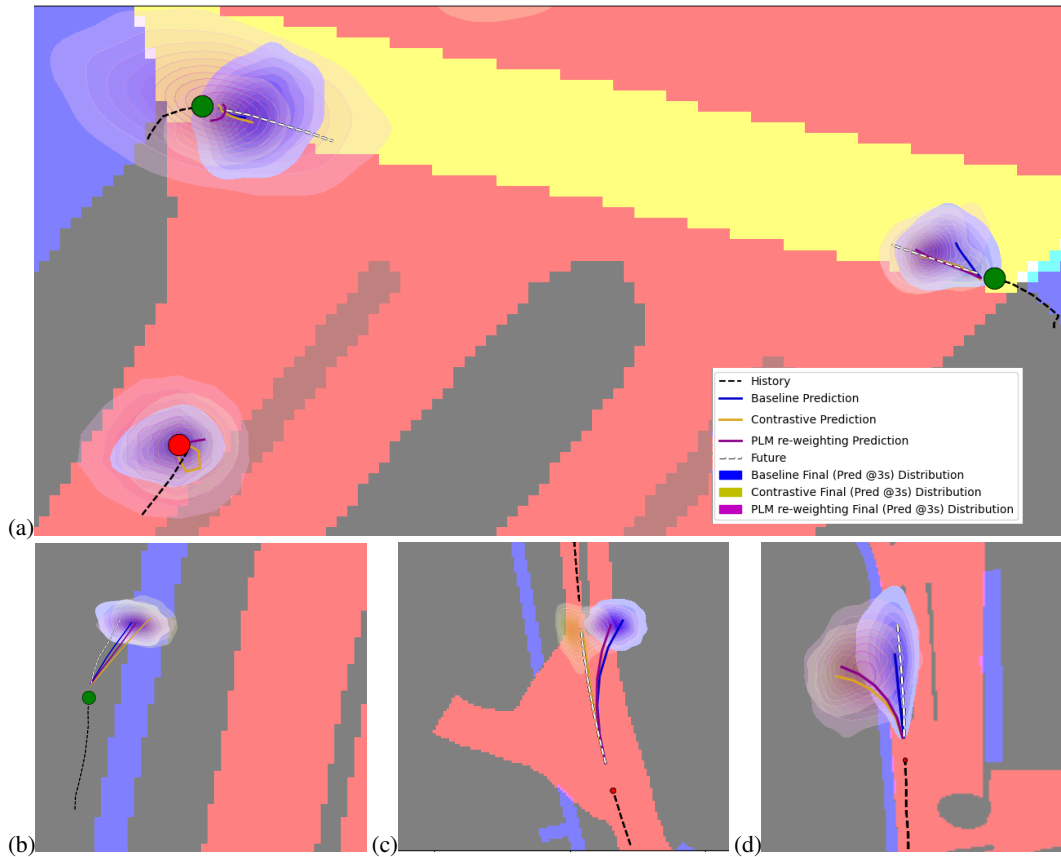 History
Baseline Prediction
Contrastive Prediction
PLM re-weighting Prediction
Future
Baseline Final (Pred @3s) Distribution
Contrastive Final (Pred @3s) Distribution
PLM re-weighting Final (Pred @3s) Distribution
(a)
(b)
(c)
(d)